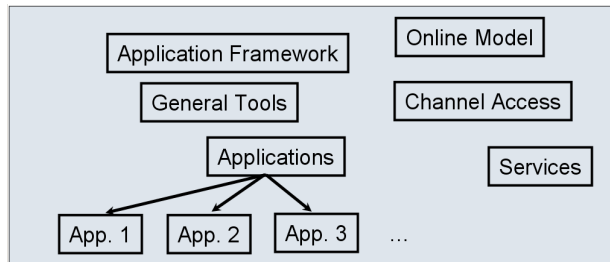 Online Model
Application Framework
General Tools
Channel Access
Applications
Services
App. 1
App. 2
App. 3
...